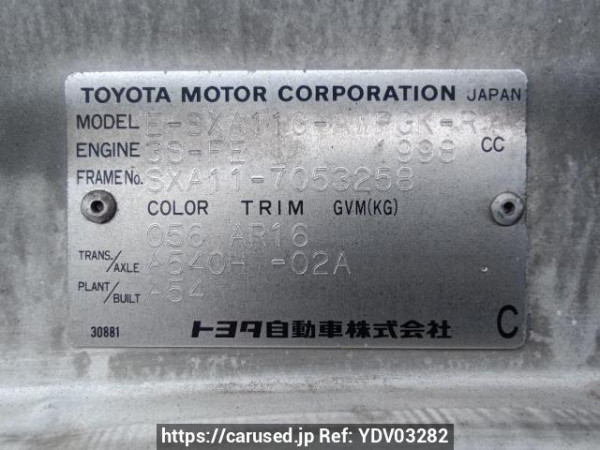 TOYOTA MOTOR CORPORATION JAPAN
MODEL E-SXA11G-AWPGK-R
ENGINE 3S-FE 1998 CC
FRAME No. SXA11-7053258
COLOR TRIM GVM(KG)
056 AR16
TRANS./AXLE A540H -02A
PLANT/BUILT A54
30881 トヨタ自動車株式会社 C
https://carused.jp Ref: YDV03282